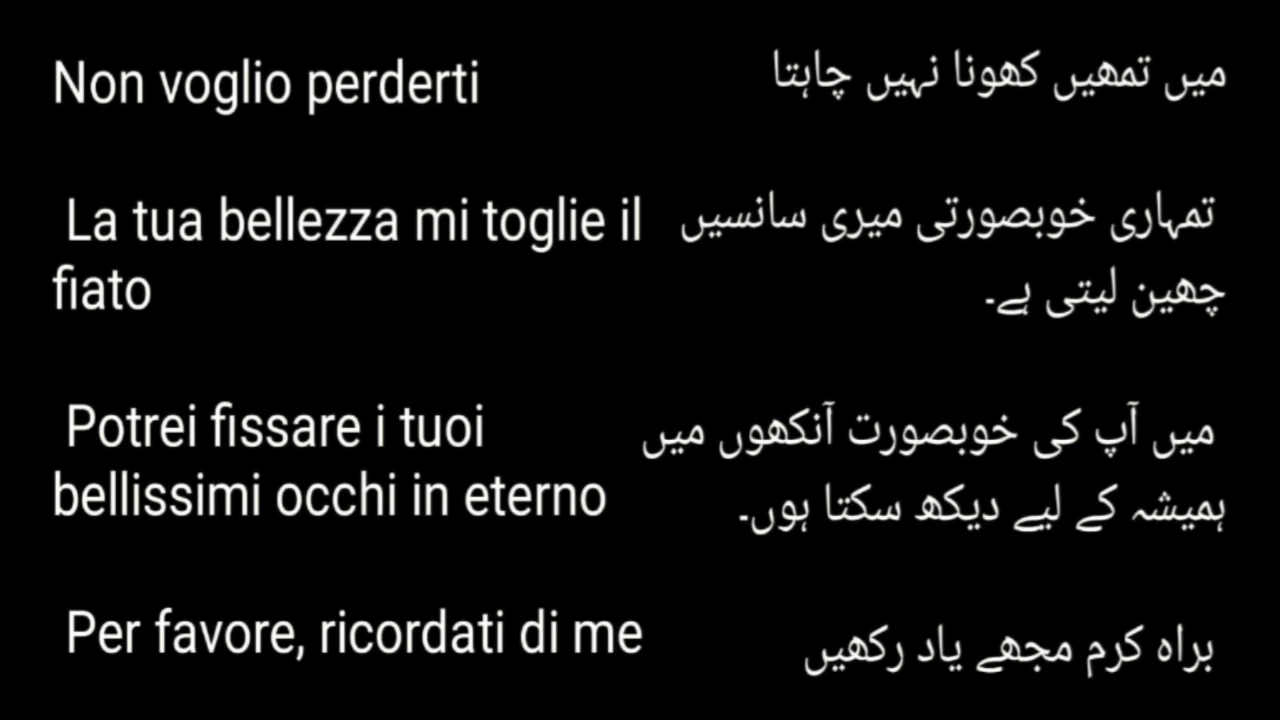 Non voglio perderti
میں تمھیں کھونا نہیں چاہتا
La tua bellezza mi toglie il
fiato
تمہاری خوبصورتی میری سانسیں
چھین لیتی ہے۔
Potrei fissare i tuoi
bellissimi occhi in eterno
میں آپ کی خوبصورت آنکھوں میں
ہمیشہ کے لیے دیکھ سکتا ہوں۔
Per favore, ricordati di me
براہ کرم مجھے یاد رکھیں